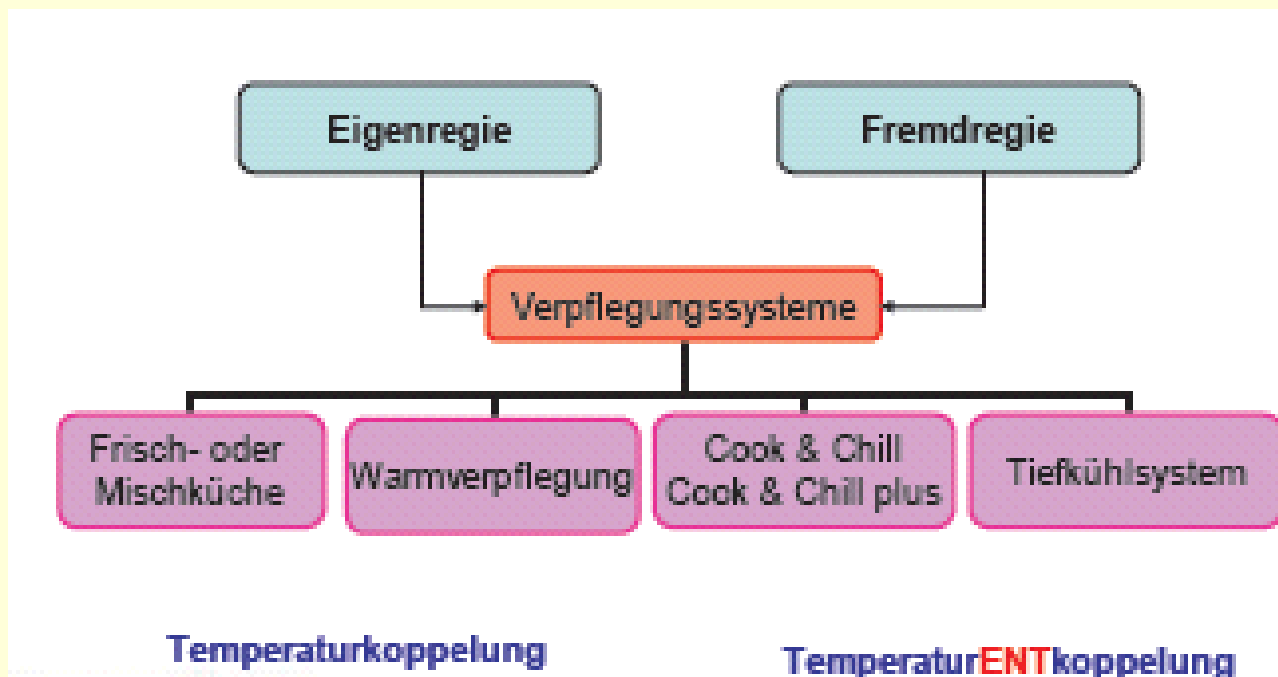 Eigenregie
Fremdregie
Verpflegungssysteme
Frisch- oder
Mischküche
Warmverpflegung
Cook & Chill
Cook & Chill plus
Tiefkühlsystem
Temperaturkoppelung
TemperaturENTkoppelung